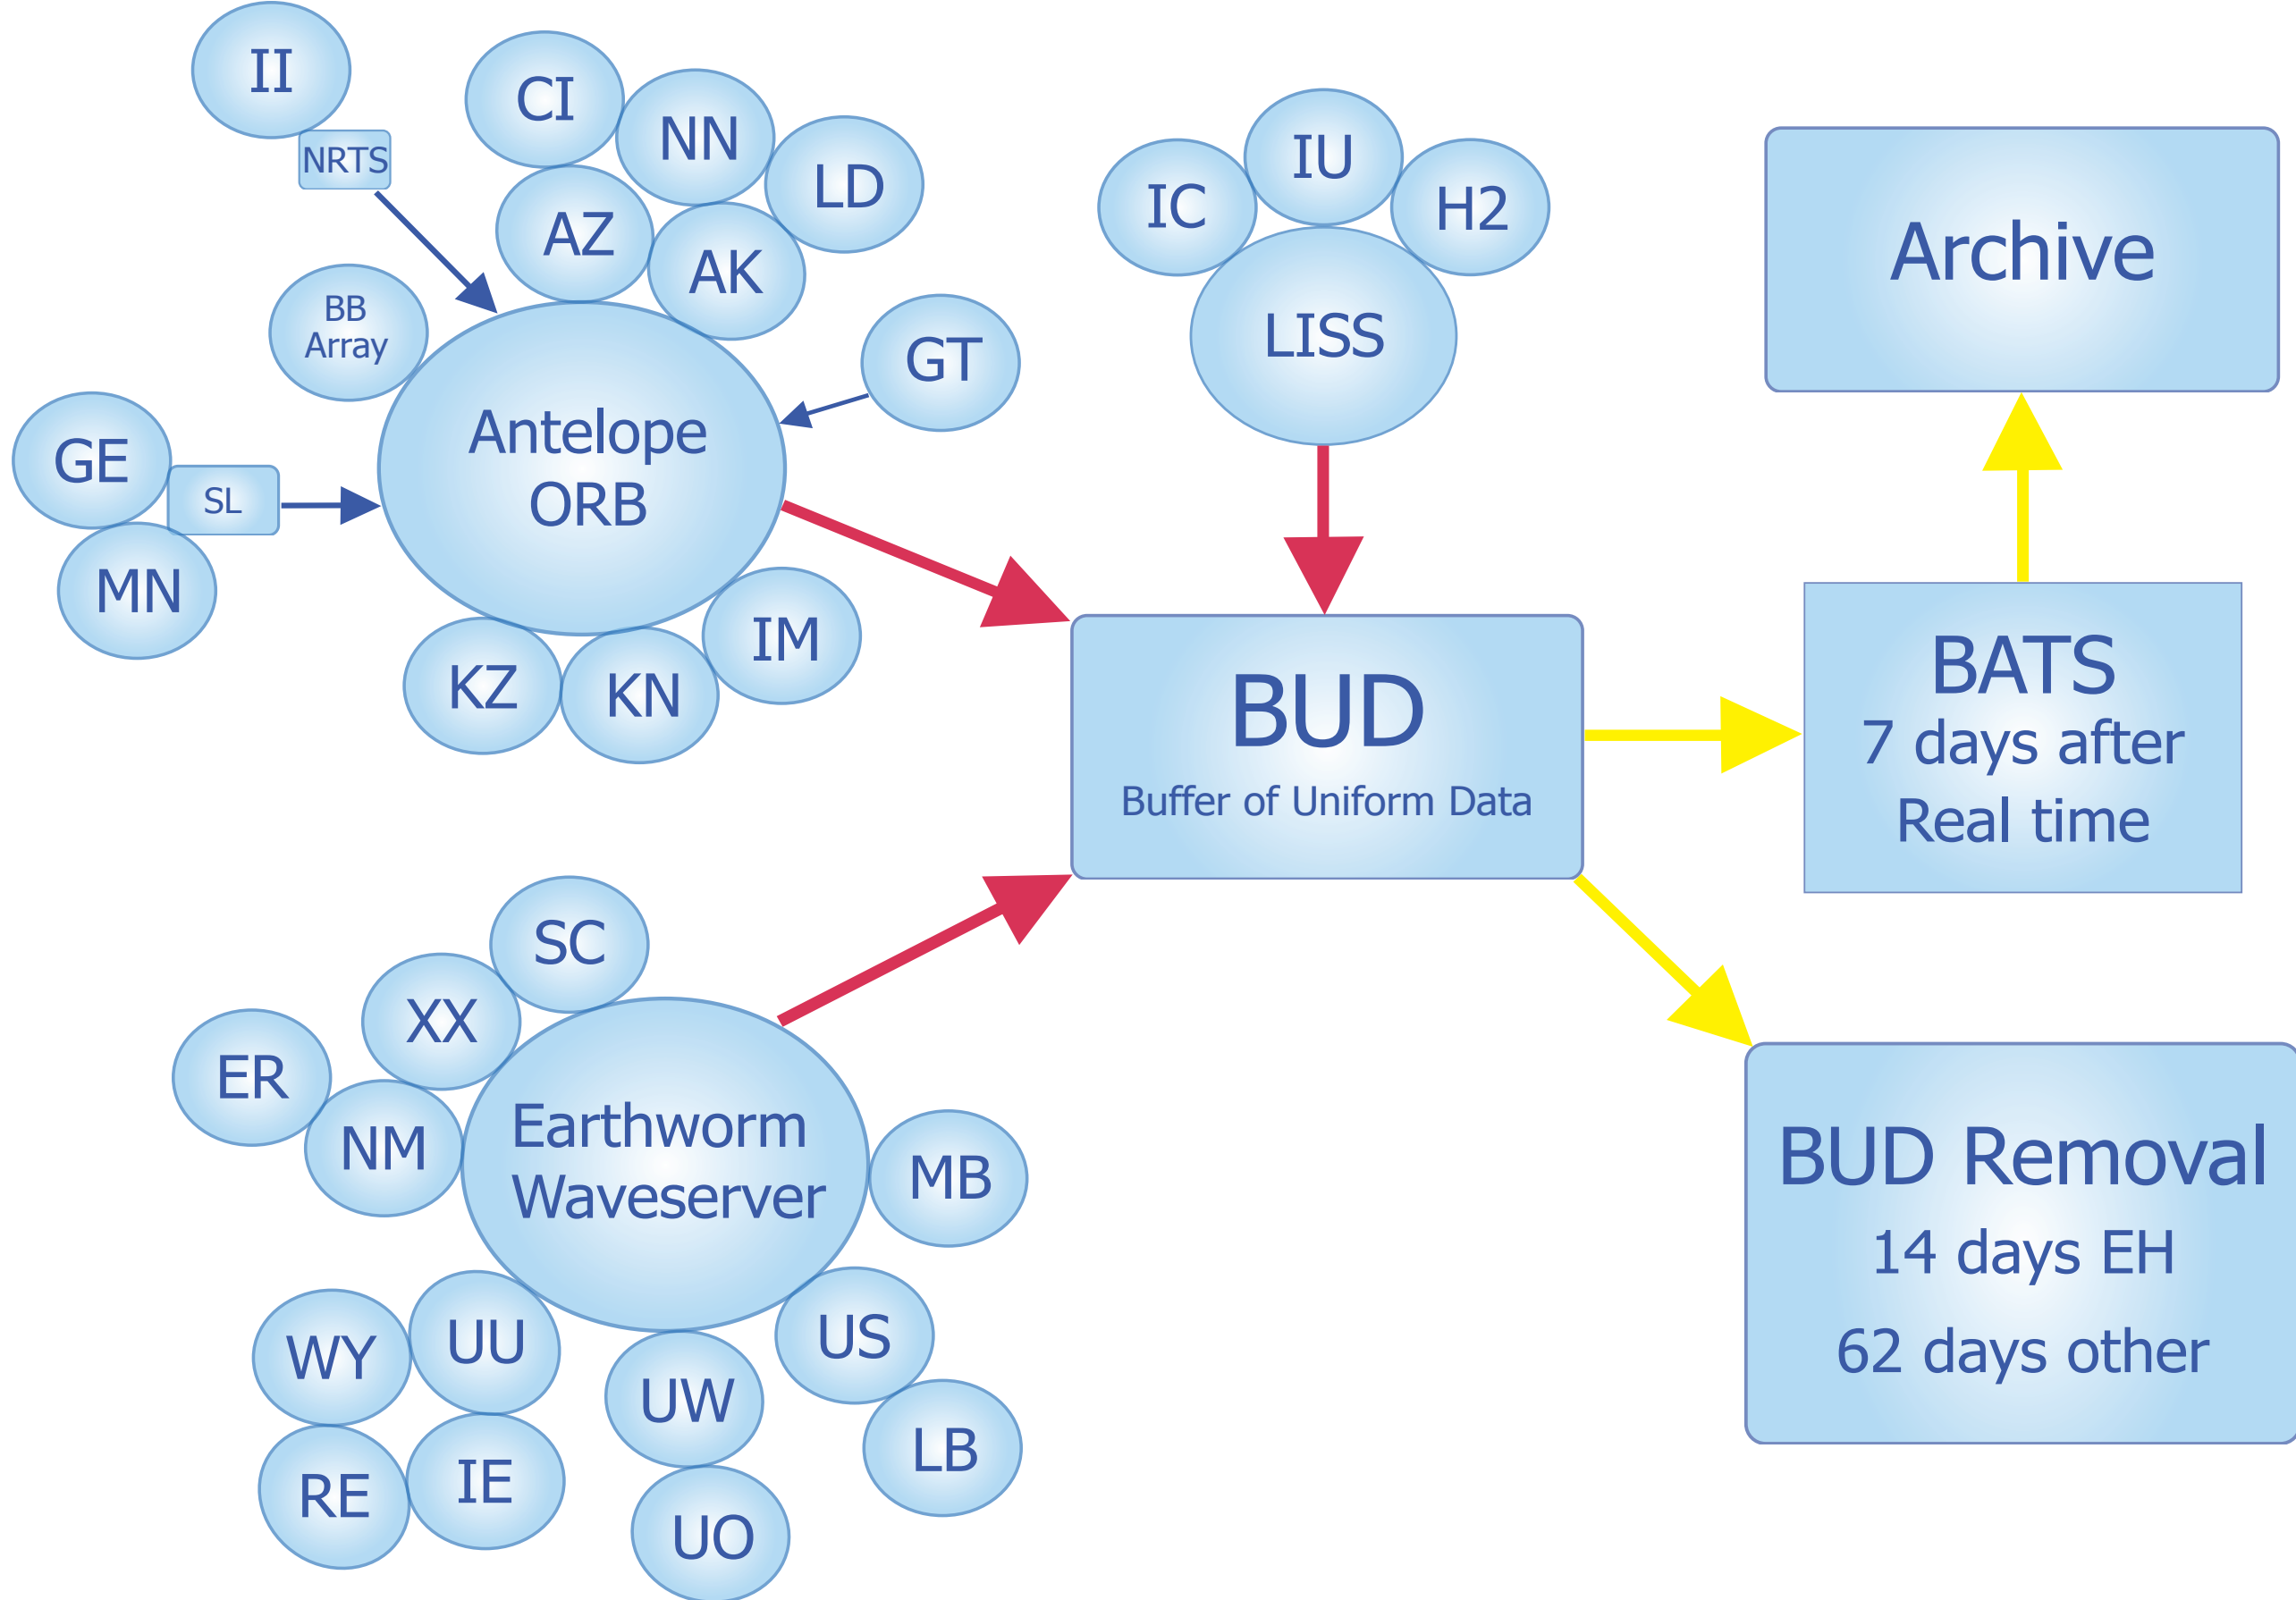 II
NRTS
CI
NN
LD
AZ
AK
BB
Array
GT
GE
SL
MN
Antelope
ORB
IM
KZ
KN
IC
IU
H2
LISS
Archive
BUD
Buffer of Uniform Data
BATS
7 days after
Real time
SC
XX
ER
NM
Earthworm
Waveserver
MB
US
LB
WY
UU
UW
RE
IE
UO
BUD Removal
14 days EH
62 days other